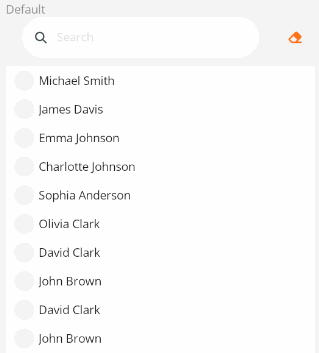 Default
Search
Michael Smith
James Davis
Emma Johnson
Charlotte Johnson
Sophia Anderson
Olivia Clark
David Clark
John Brown
David Clark
John Brown